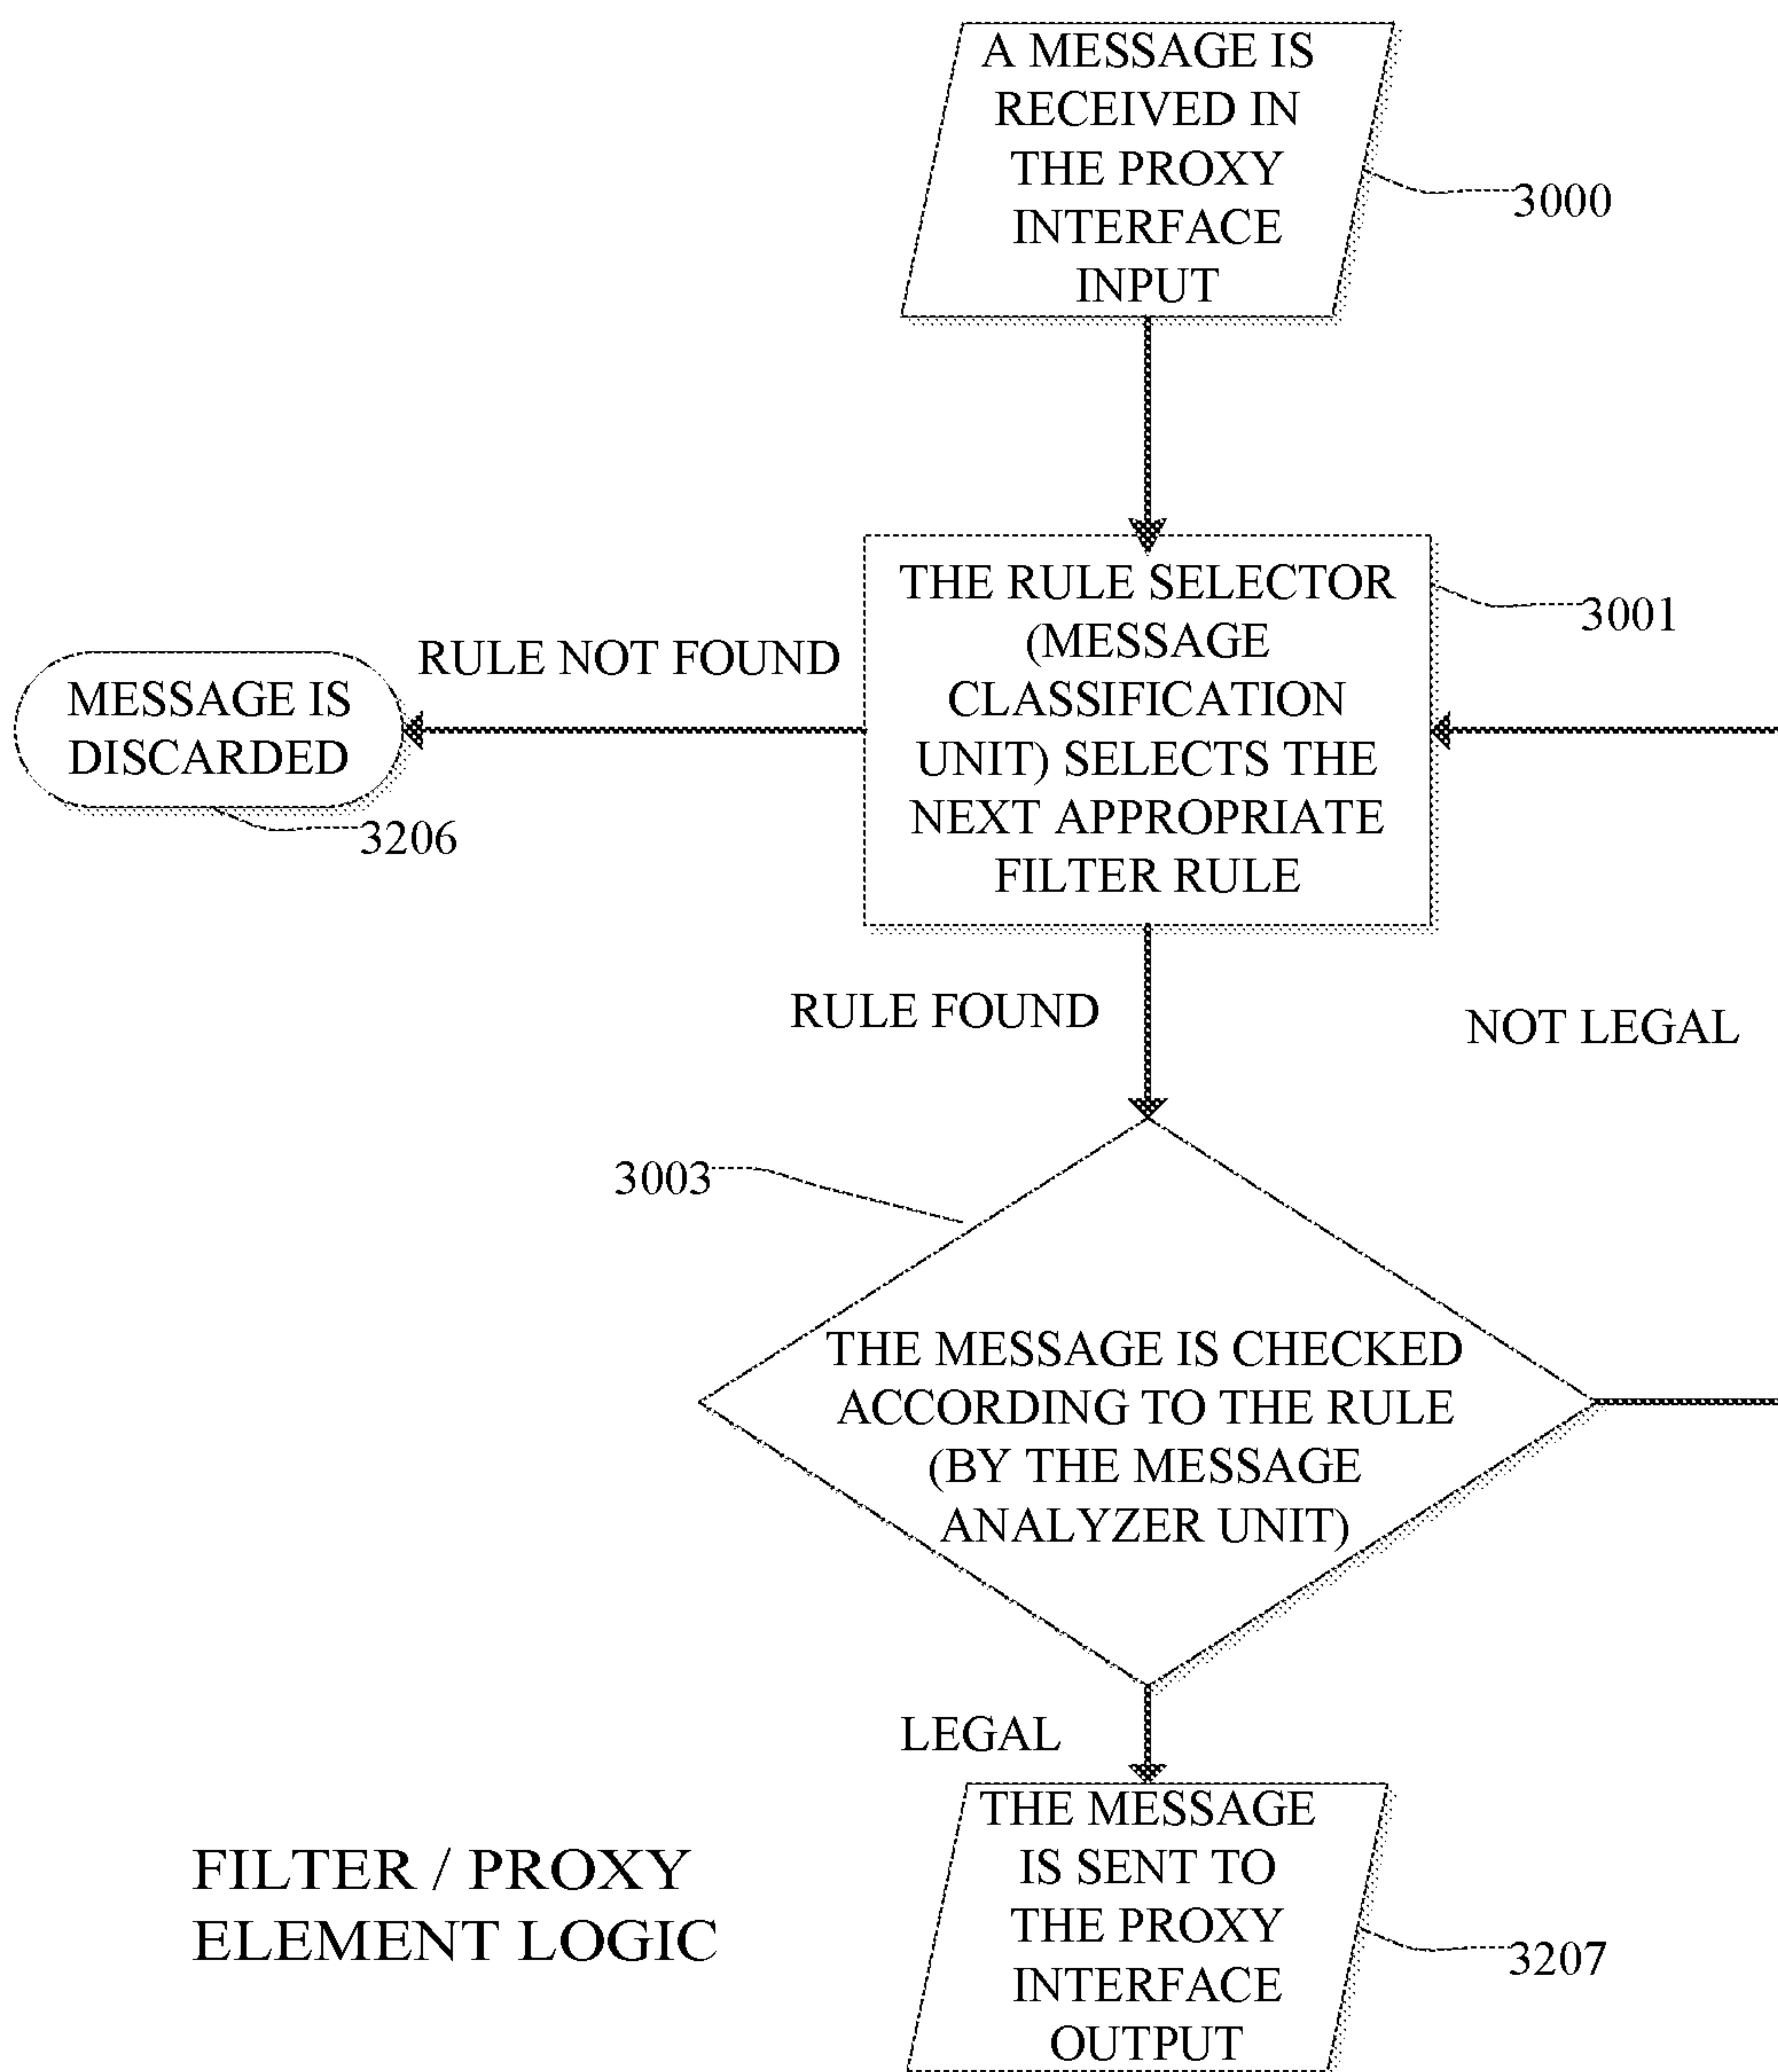 A MESSAGE IS
RECEIVED IN
THE PROXY
INTERFACE
INPUT
3000
THE RULE SELECTOR
(MESSAGE
CLASSIFICATION
UNIT) SELECTS THE
NEXT APPROPRIATE
FILTER RULE
3001
RULE NOT FOUND
MESSAGE IS
DISCARDED
3206
RULE FOUND
NOT LEGAL
3003
THE MESSAGE IS CHECKED
ACCORDING TO THE RULE
(BY THE MESSAGE
ANALYZER UNIT)
LEGAL
THE MESSAGE
IS SENT TO
THE PROXY
INTERFACE
OUTPUT
3207
FILTER / PROXY
ELEMENT LOGIC